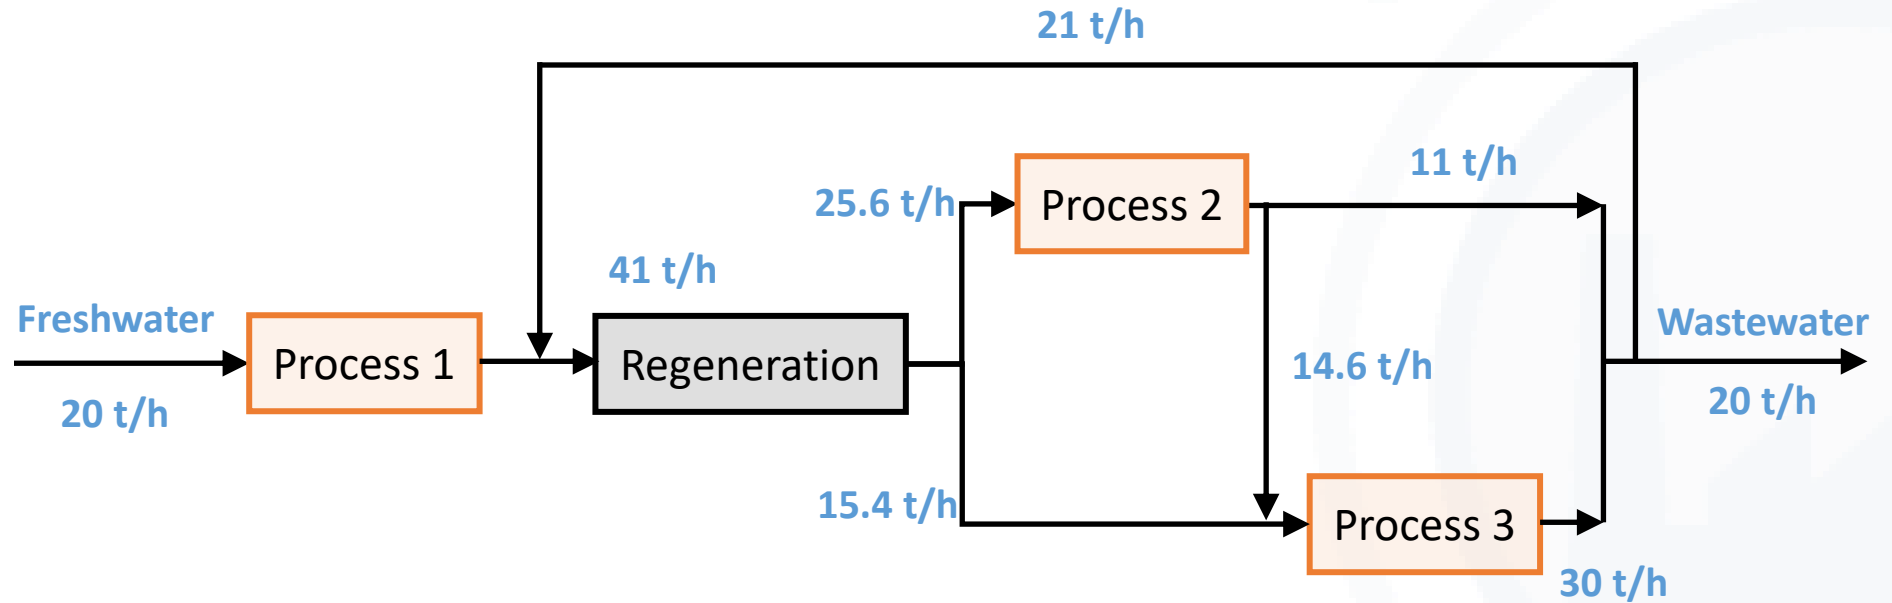 21 t/h
11 t/h
25.6 t/h
Process 2
41 t/h
Freshwater
Process 1
Regeneration
14.6 t/h
Wastewater
20 t/h
20 t/h
15.4 t/h
Process 3
30 t/h